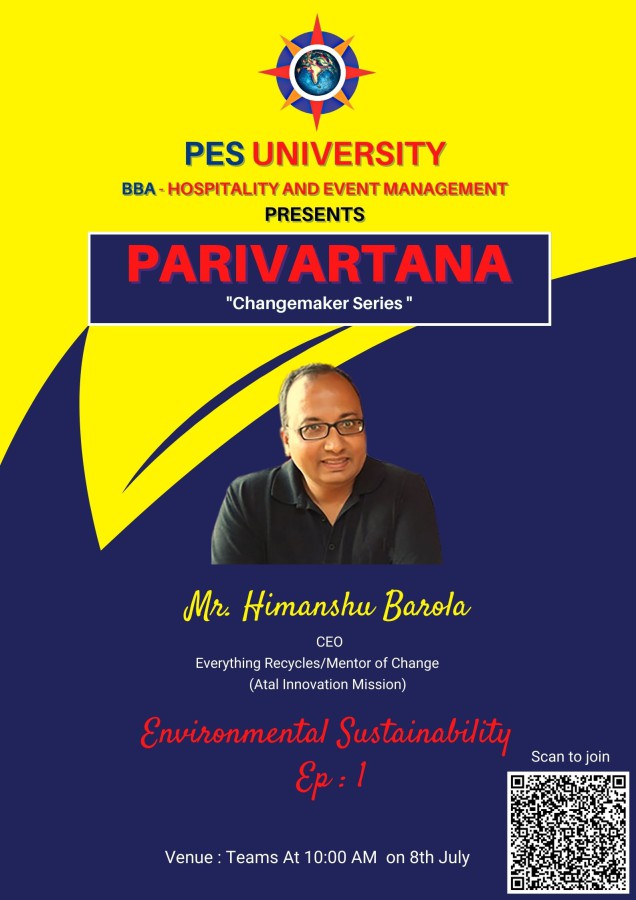 PES UNIVERSITY
BBA - HOSPITALITY AND EVENT MANAGEMENT
PRESENTS
PARIVARTANA
"Changemaker Series "
Mr. Himanshu Barola
CEO
Everything Recycles/Mentor of Change
(Atal Innovation Mission)
Environmental Sustainability
Ep : 1
Scan to join
Venue : Teams At 10:00 AM on 8th July